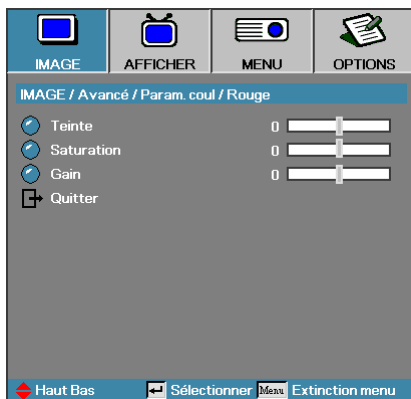 IMAGE AFFICHER MENU OPTIONS
IMAGE / Avancé / Param. coul / Rouge
Teinte 0
Saturation 0
Gain 0
Quitter
Haut Bas Sélectionner Menu Extinction menu